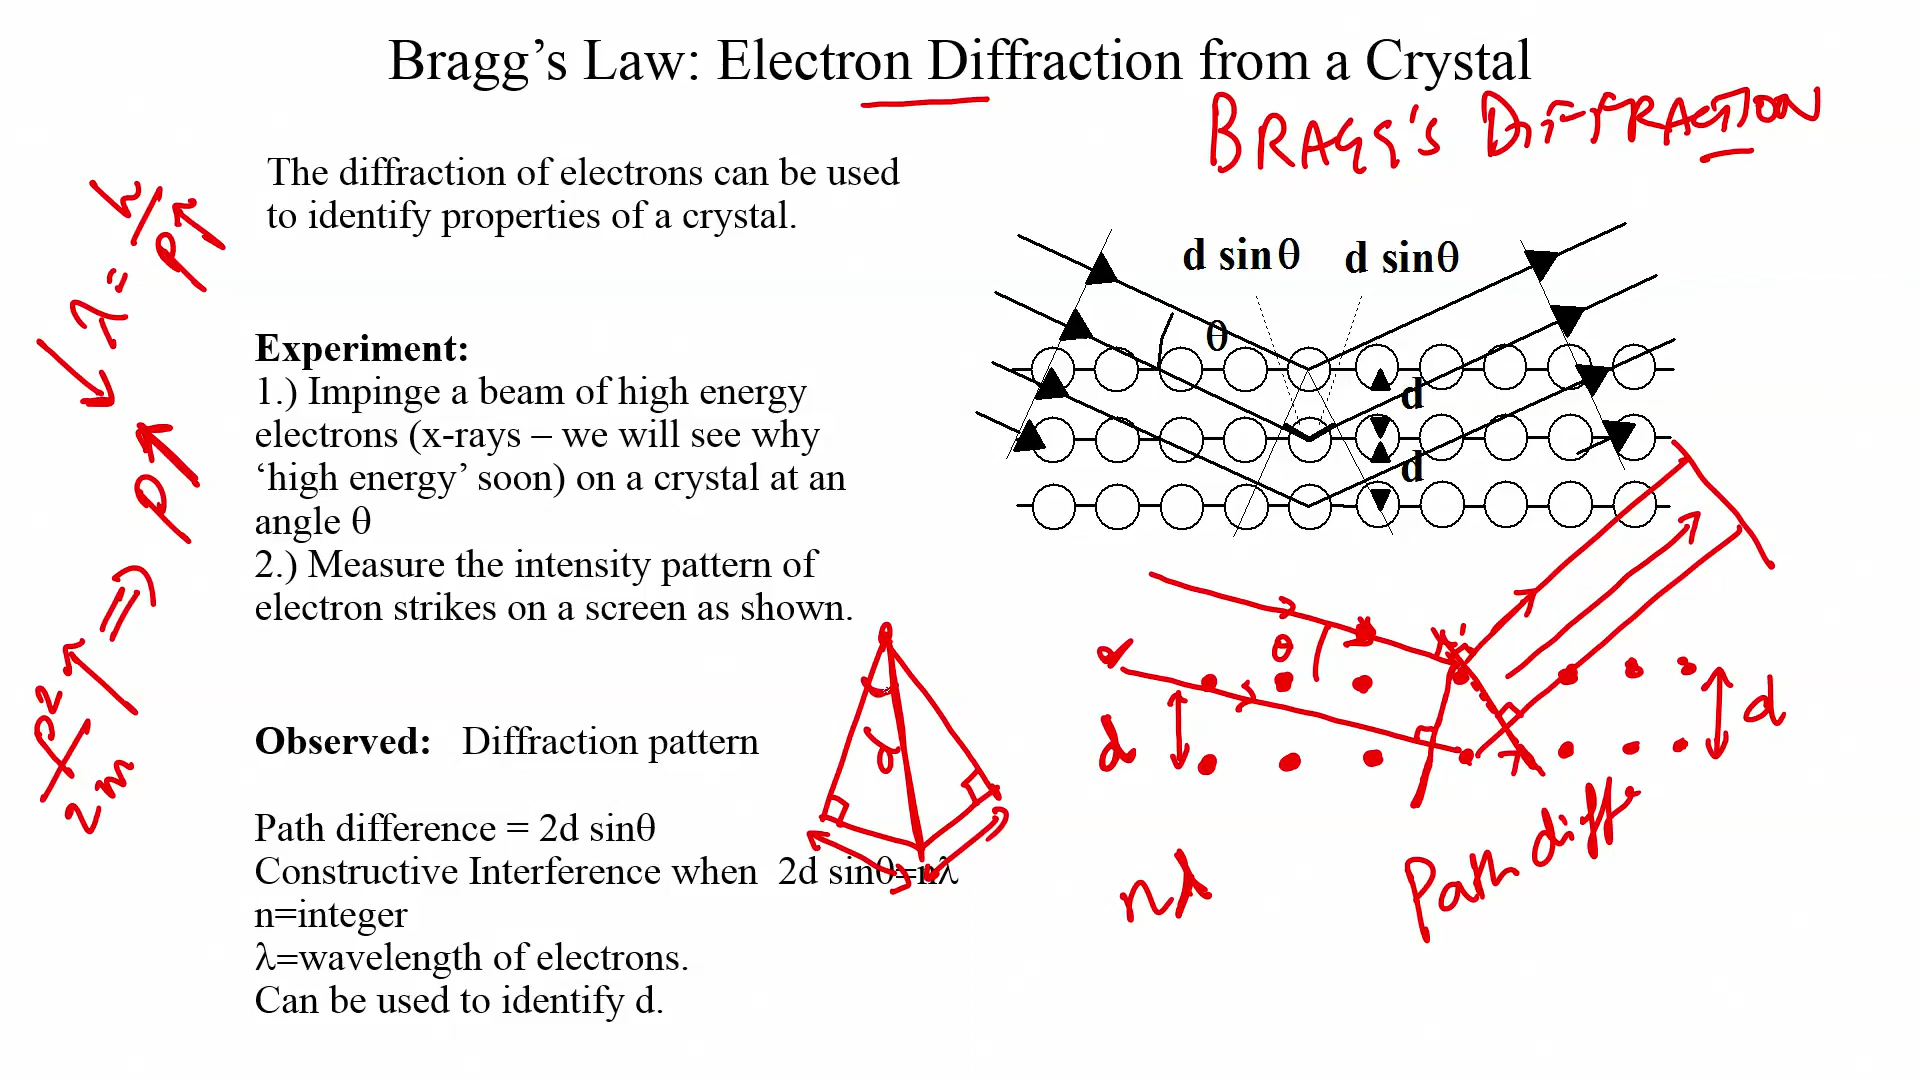 Bragg’s Law: Electron Diffraction from a Crystal
BRAGG'S DIFFRACTION
The diffraction of electrons can be used
to identify properties of a crystal.
λ = h/p
d sinθ d sinθ
θ
d
d
Experiment:
1.) Impinge a beam of high energy
electrons (x-rays – we will see why
‘high energy’ soon) on a crystal at an
angle θ
2.) Measure the intensity pattern of
electron strikes on a screen as shown.
p²/2m ⇒ p
θ
d
d
d
Observed: Diffraction pattern
Path difference = 2d sinθ
Constructive Interference when 2d sinθ=nλ
n=integer
λ=wavelength of electrons.
Can be used to identify d.
nλ
Path diff